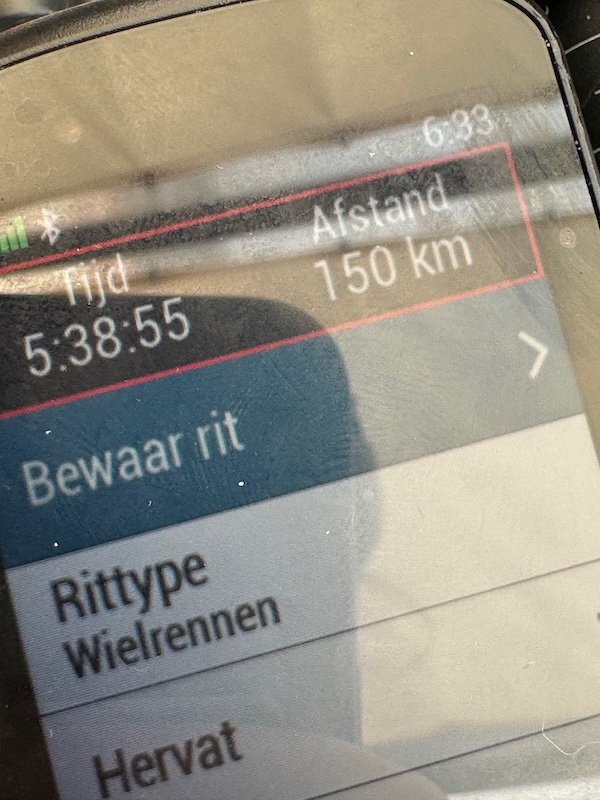 6:33
Tijd
5:38:55
Afstand
150 km
Bewaar rit
Rittype
Wielrennen
Hervat